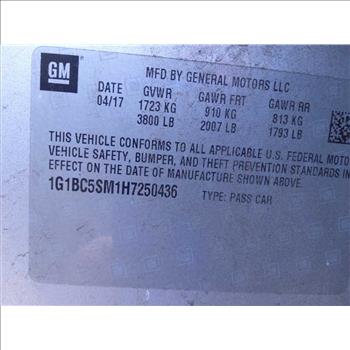 GM
MFD BY GENERAL MOTORS LLC
DATE GVWR GAWR FRT GAWR RR
04/17 1723 KG 910 KG 813 KG
3800 LB 2007 LB 1793 LB
THIS VEHICLE CONFORMS TO ALL APPLICABLE U.S. FEDERAL MOTO
VEHICLE SAFETY, BUMPER, AND THEFT PREVENTION STANDARDS IN
EFFECT ON THE DATE OF MANUFACTURE SHOWN ABOVE.
1G1BC5SM1H7250436 TYPE: PASS CAR